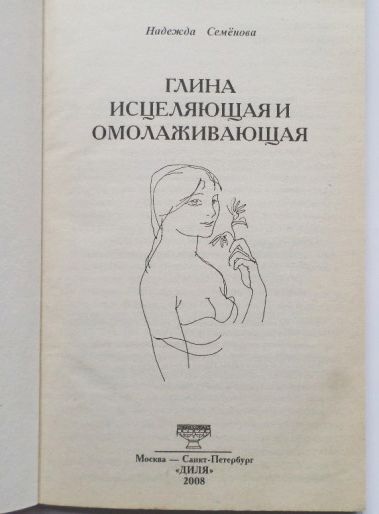 Надежда Семёнова
ГЛИНА
ИСЦЕЛЯЮЩАЯ И
ОМОЛАЖИВАЮЩАЯ
Москва — Санкт-Петербург
«ДИЛЯ»
2008